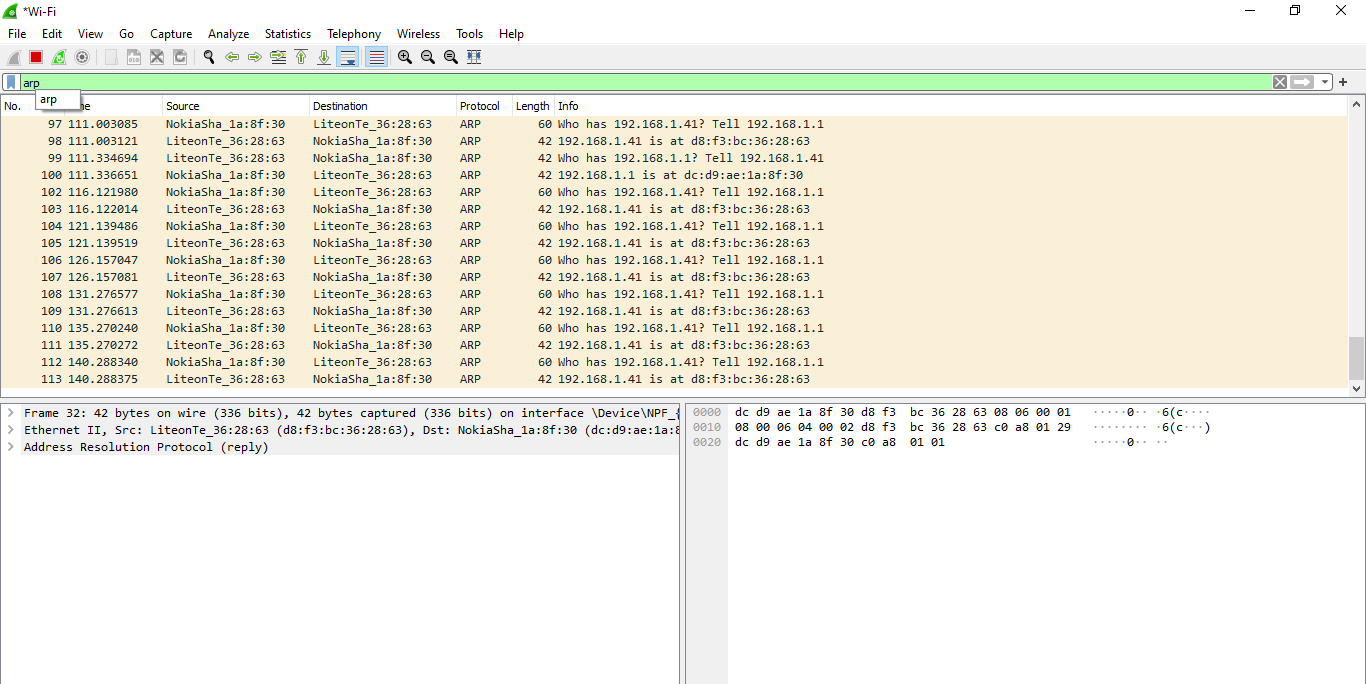 *Wi-Fi
File Edit View Go Capture Analyze Statistics Telephony Wireless Tools Help
arp
arp
No. Source Destination Protocol Length Info
97 111.003085 NokiaSha_1a:8f:30 LiteonTe_36:28:63 ARP 60 Who has 192.168.1.41? Tell 192.168.1.1
98 111.003121 LiteonTe_36:28:63 NokiaSha_1a:8f:30 ARP 42 192.168.1.41 is at d8:f3:bc:36:28:63
99 111.334694 LiteonTe_36:28:63 NokiaSha_1a:8f:30 ARP 42 Who has 192.168.1.1? Tell 192.168.1.41
100 111.336651 NokiaSha_1a:8f:30 LiteonTe_36:28:63 ARP 42 192.168.1.1 is at dc:d9:ae:1a:8f:30
102 116.121980 NokiaSha_1a:8f:30 LiteonTe_36:28:63 ARP 60 Who has 192.168.1.41? Tell 192.168.1.1
103 116.122014 LiteonTe_36:28:63 NokiaSha_1a:8f:30 ARP 42 192.168.1.41 is at d8:f3:bc:36:28:63
104 121.139486 NokiaSha_1a:8f:30 LiteonTe_36:28:63 ARP 60 Who has 192.168.1.41? Tell 192.168.1.1
105 121.139519 LiteonTe_36:28:63 NokiaSha_1a:8f:30 ARP 42 192.168.1.41 is at d8:f3:bc:36:28:63
106 126.157047 NokiaSha_1a:8f:30 LiteonTe_36:28:63 ARP 60 Who has 192.168.1.41? Tell 192.168.1.1
107 126.157081 LiteonTe_36:28:63 NokiaSha_1a:8f:30 ARP 42 192.168.1.41 is at d8:f3:bc:36:28:63
108 131.276577 NokiaSha_1a:8f:30 LiteonTe_36:28:63 ARP 60 Who has 192.168.1.41? Tell 192.168.1.1
109 131.276613 LiteonTe_36:28:63 NokiaSha_1a:8f:30 ARP 42 192.168.1.41 is at d8:f3:bc:36:28:63
110 135.270240 NokiaSha_1a:8f:30 LiteonTe_36:28:63 ARP 60 Who has 192.168.1.41? Tell 192.168.1.1
111 135.270272 LiteonTe_36:28:63 NokiaSha_1a:8f:30 ARP 42 192.168.1.41 is at d8:f3:bc:36:28:63
112 140.288340 NokiaSha_1a:8f:30 LiteonTe_36:28:63 ARP 60 Who has 192.168.1.41? Tell 192.168.1.1
113 140.288375 LiteonTe_36:28:63 NokiaSha_1a:8f:30 ARP 42 192.168.1.41 is at d8:f3:bc:36:28:63
Frame 32: 42 bytes on wire (336 bits), 42 bytes captured (336 bits) on interface \Device\NPF_{
Ethernet II, Src: LiteonTe_36:28:63 (d8:f3:bc:36:28:63), Dst: NokiaSha_1a:8f:30 (dc:d9:ae:1a:8
Address Resolution Protocol (reply)
0000 dc d9 ae 1a 8f 30 d8 f3 bc 36 28 63 08 06 00 01 ·····0·· ·6(c····
0010 08 00 06 04 00 02 d8 f3 bc 36 28 63 c0 a8 01 29 ········ ·6(c···)
0020 dc d9 ae 1a 8f 30 c0 a8 01 01 ·····0·· ··